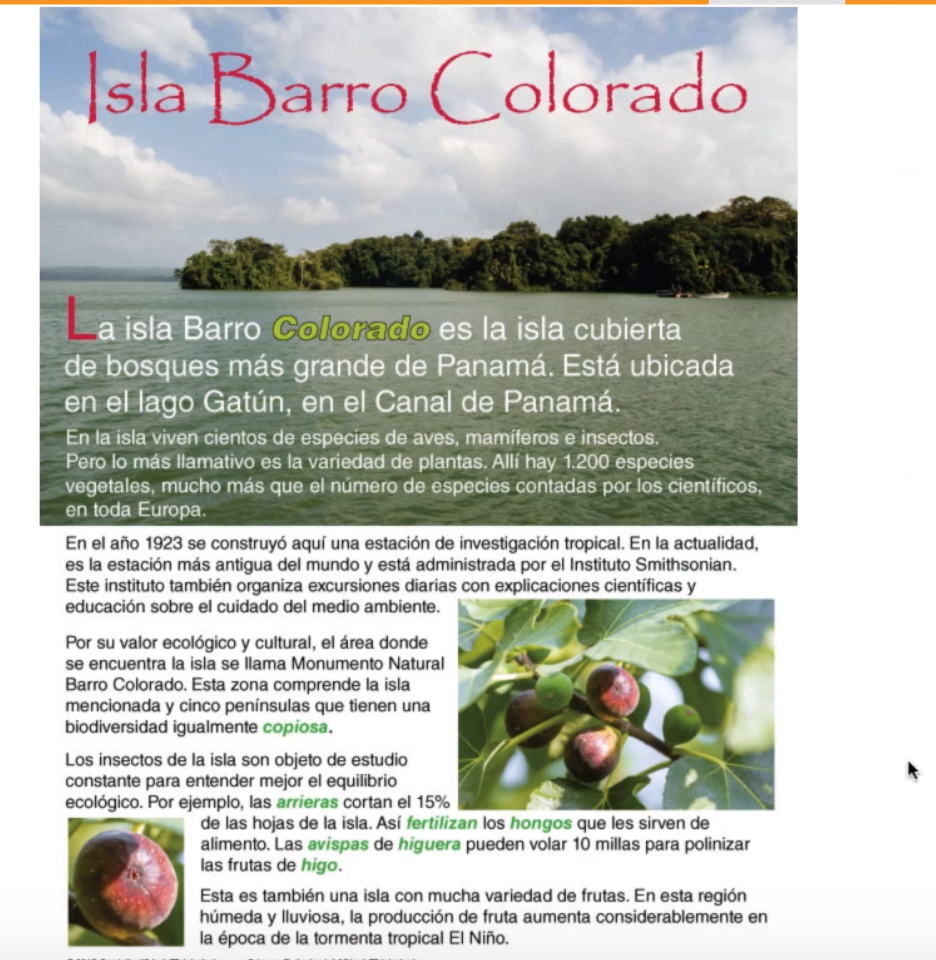 Isla Barro Colorado
La isla Barro Colorado es la isla cubierta
de bosques más grande de Panamá. Está ubicada
en el lago Gatún, en el Canal de Panamá.
En la isla viven cientos de especies de aves, mamíferos e insectos.
Pero lo más llamativo es la variedad de plantas. Allí hay 1.200 especies
vegetales, mucho más que el número de especies contadas por los científicos,
en toda Europa.
En el año 1923 se construyó aquí una estación de investigación tropical. En la actualidad,
es la estación más antigua del mundo y está administrada por el Instituto Smithsonian.
Este instituto también organiza excursiones diarias con explicaciones científicas y
educación sobre el cuidado del medio ambiente.
Por su valor ecológico y cultural, el área donde
se encuentra la isla se llama Monumento Natural
Barro Colorado. Esta zona comprende la isla
mencionada y cinco penínsulas que tienen una
biodiversidad igualmente copiosa.
Los insectos de la isla son objeto de estudio
constante para entender mejor el equilibrio
ecológico. Por ejemplo, las arrieras cortan el 15%
de las hojas de la isla. Así fertilizan los hongos que les sirven de
alimento. Las avispas de higuera pueden volar 10 millas para polinizar
las frutas de higo.
Esta es también una isla con mucha variedad de frutas. En esta región
húmeda y lluviosa, la producción de fruta aumenta considerablemente en
la época de la tormenta tropical El Niño.